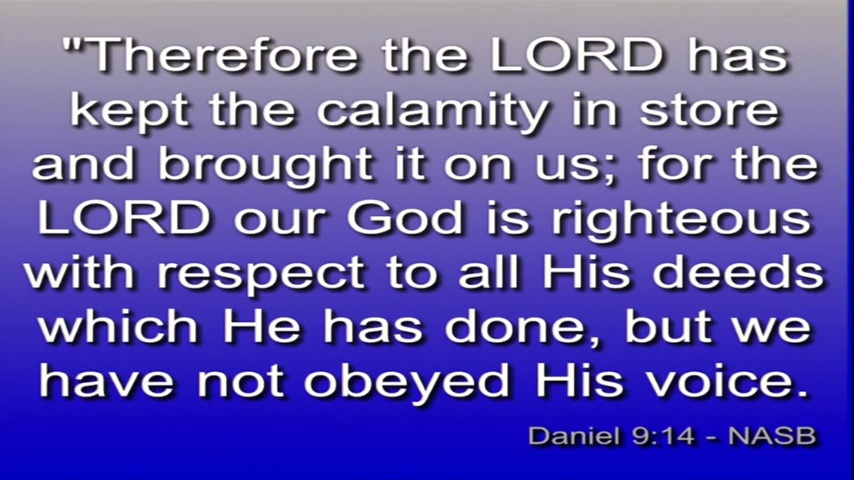 "Therefore the LORD has
kept the calamity in store
and brought it on us; for the
LORD our God is righteous
with respect to all His deeds
which He has done, but we
have not obeyed His voice.
Daniel 9:14 - NASB